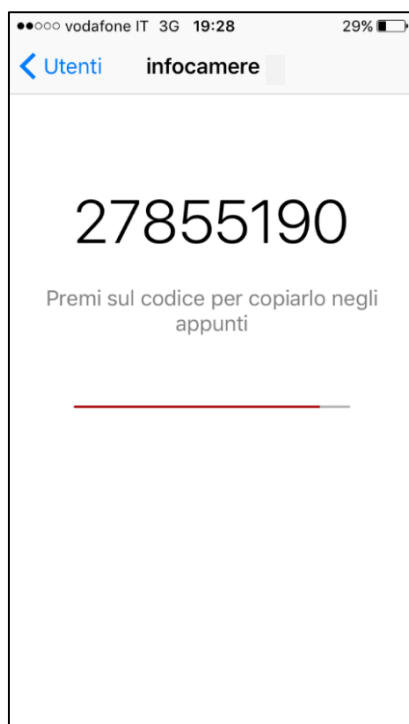 vodafone IT 3G 19:28 29%
Utenti infocamere
27855190
Premi sul codice per copiarlo negli
appunti